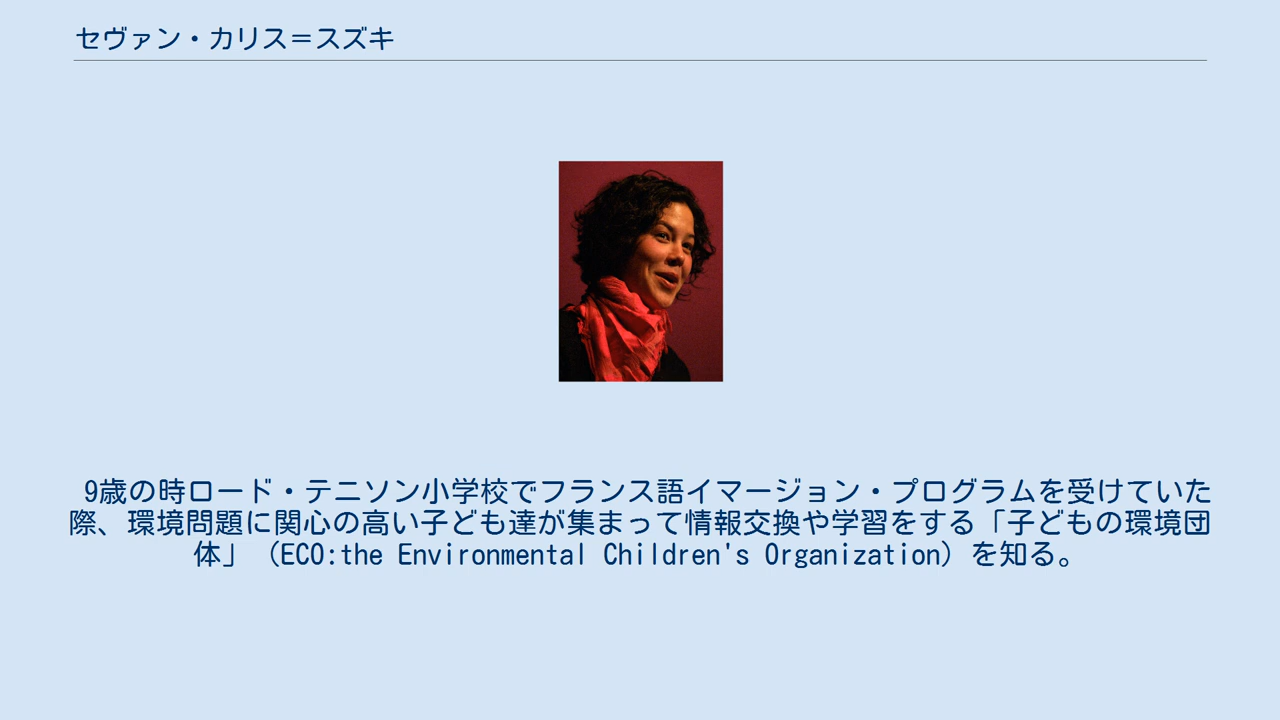 セヴァン・カリス＝スズキ
9歳の時ロード・テニソン小学校でフランス語イマージョン・プログラムを受けていた
際、環境問題に関心の高い子ども達が集まって情報交換や学習をする「子どもの環境団
体」（ECO:the Environmental Children's Organization）を知る。